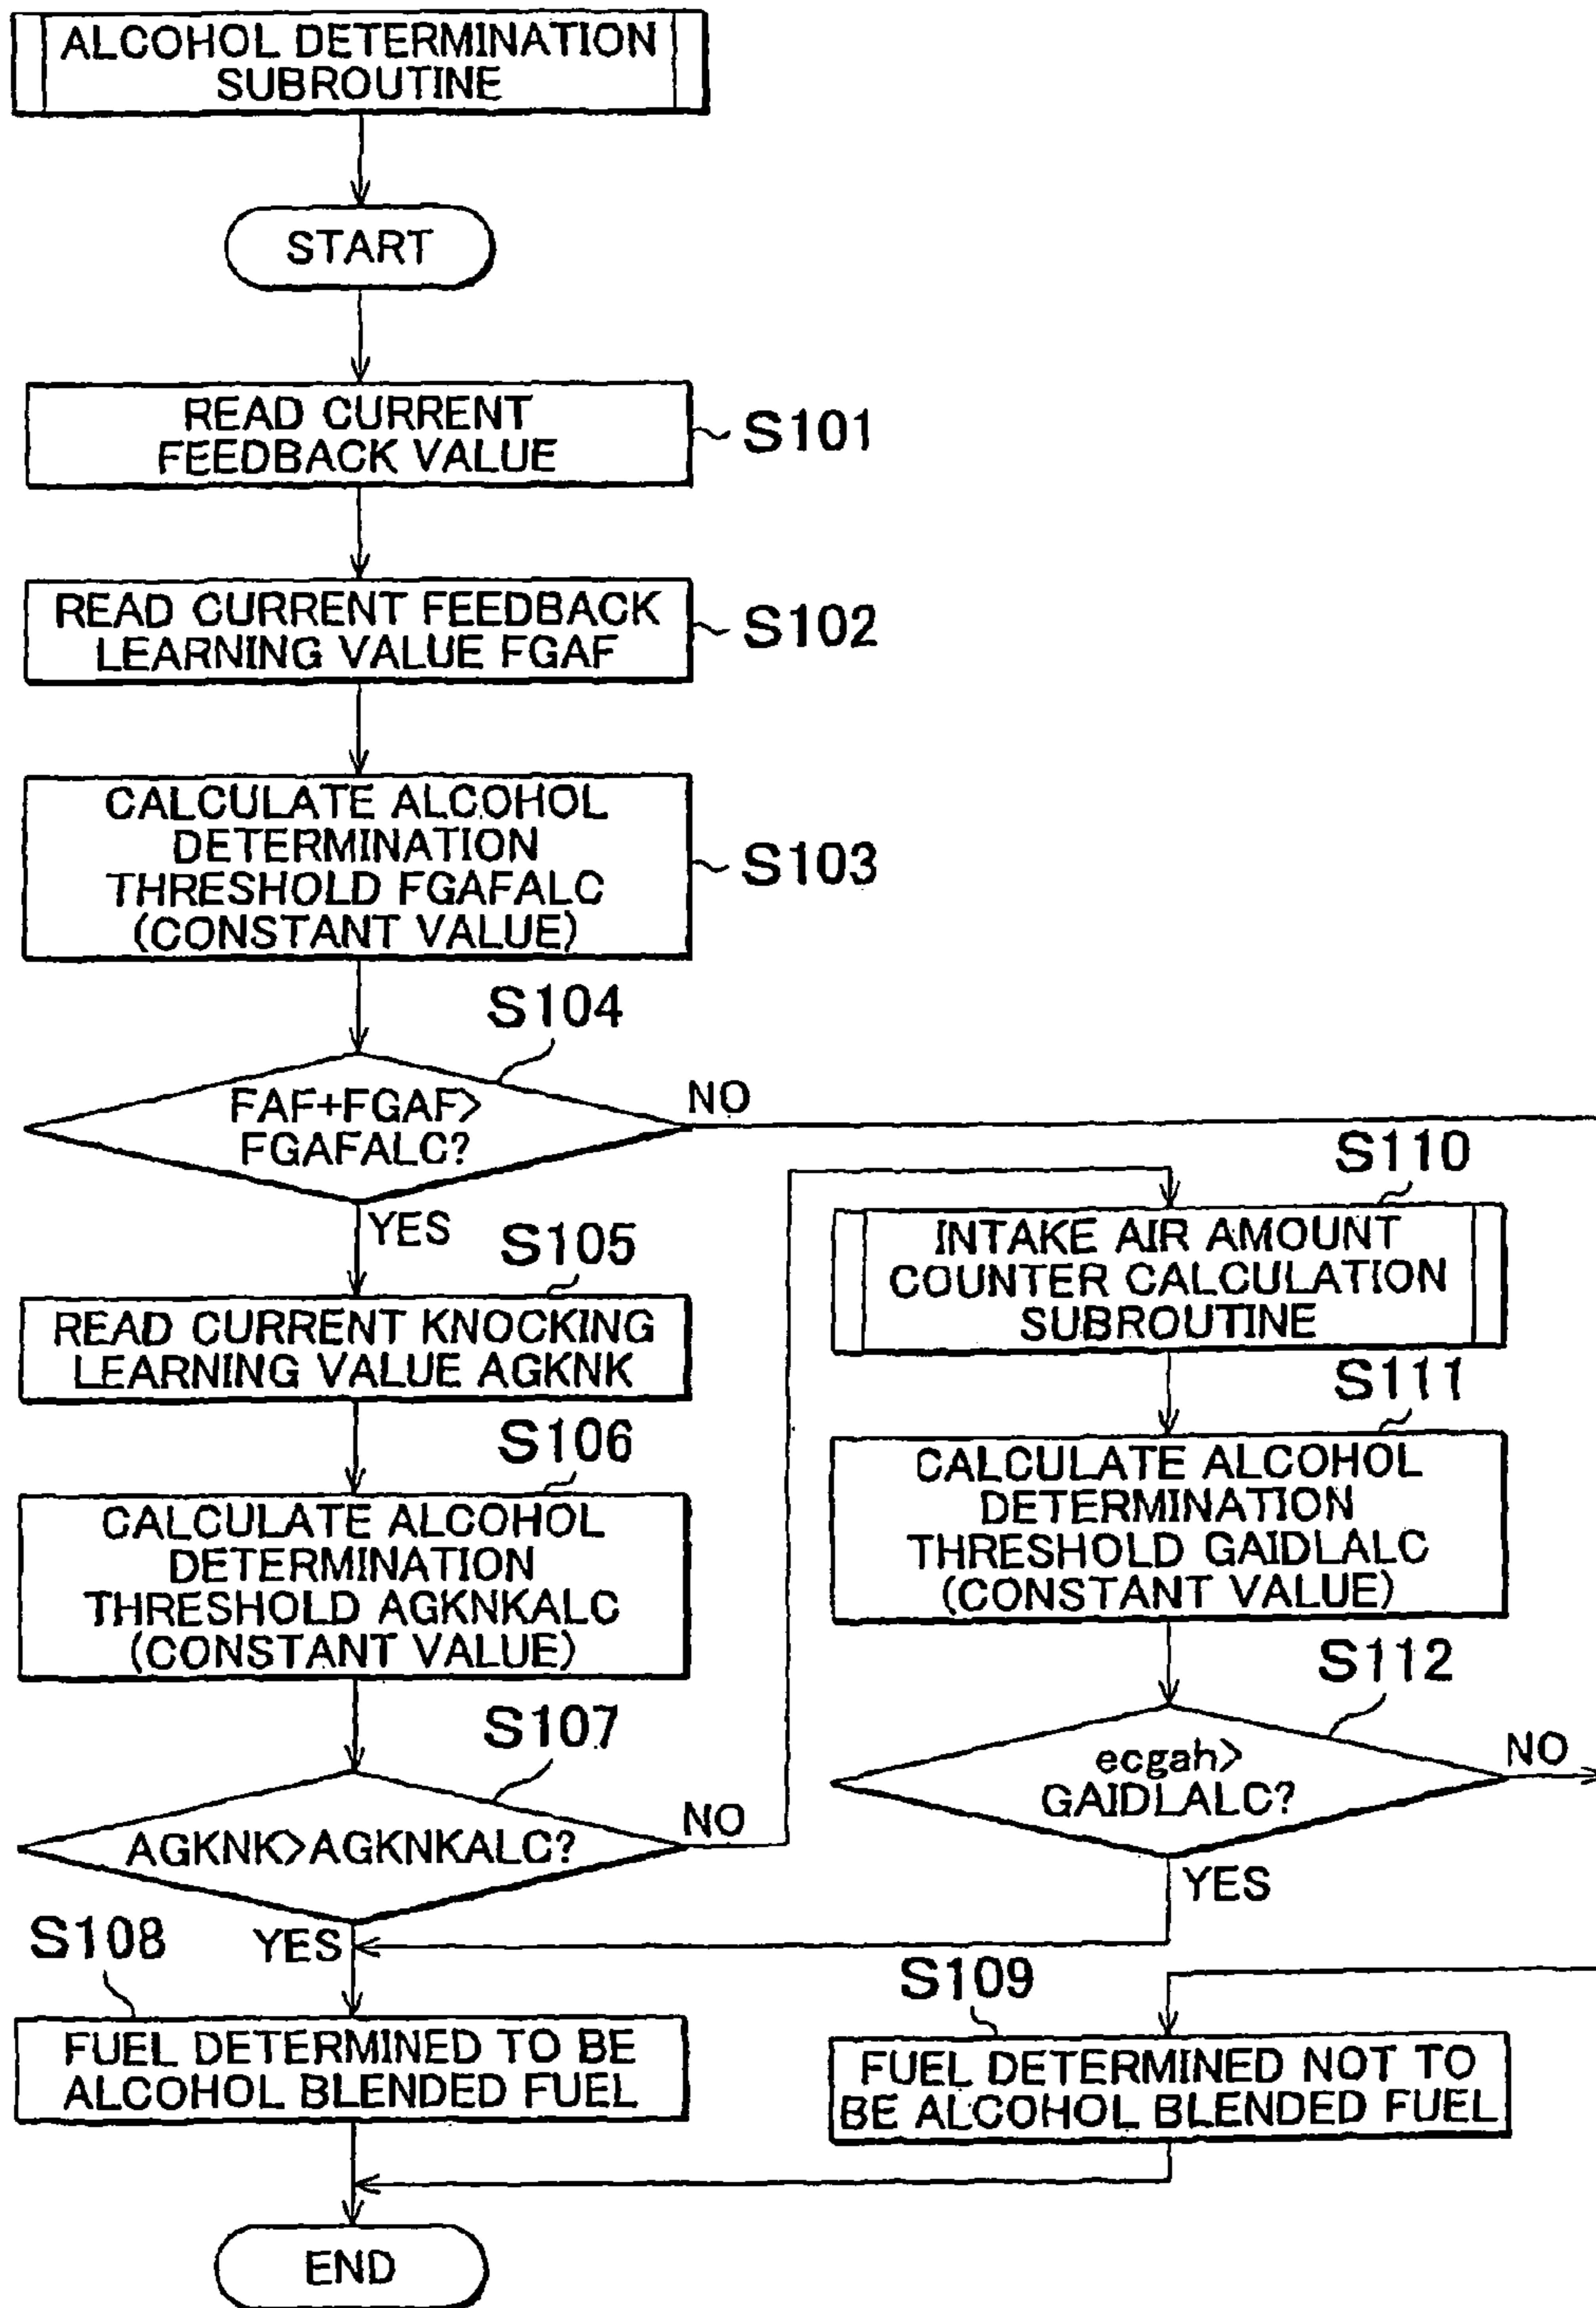 ALCOHOL DETERMINATION
SUBROUTINE
START
READ CURRENT
FEEDBACK VALUE
S101
READ CURRENT FEEDBACK
LEARNING VALUE FGAF
S102
CALCULATE ALCOHOL
DETERMINATION
THRESHOLD FGAFALC
(CONSTANT VALUE)
S103
S104
FAF+FGAF>
FGAFALC?
NO
YES
S105
READ CURRENT KNOCKING
LEARNING VALUE AGKNK
S106
CALCULATE ALCOHOL
DETERMINATION
THRESHOLD AGKNKALC
(CONSTANT VALUE)
S107
AGKNK>AGKNKALC?
NO
YES
S110
INTAKE AIR AMOUNT
COUNTER CALCULATION
SUBROUTINE
S111
CALCULATE ALCOHOL
DETERMINATION
THRESHOLD GAIDLALC
(CONSTANT VALUE)
S112
ecgah>
GAIDLALC?
NO
YES
S108
FUEL DETERMINED TO BE
ALCOHOL BLENDED FUEL
S109
FUEL DETERMINED NOT TO
BE ALCOHOL BLENDED FUEL
END